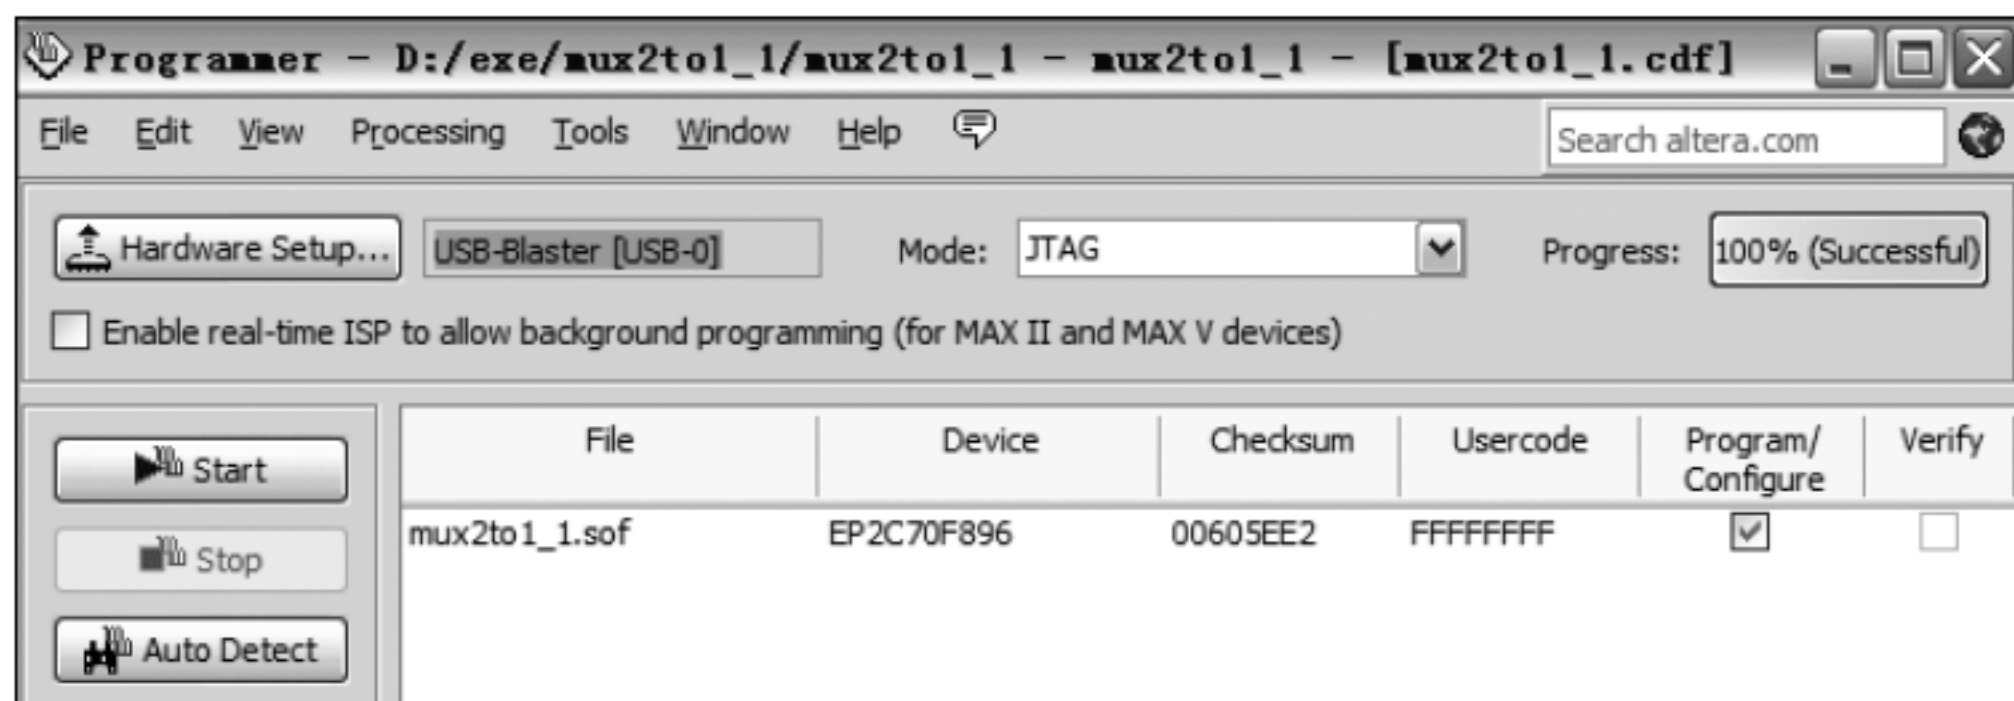 Programmer - D:/exe/mux2to1_1/mux2to1_1 - mux2to1_1 - [mux2to1_1.cdf]
File Edit View Processing Tools Window Help Search altera.com
Hardware Setup... USB-Blaster [USB-0] Mode: JTAG Progress: 100% (Successful)
Enable real-time ISP to allow background programming (for MAX II and MAX V devices)
Start
Stop
Auto Detect
File Device Checksum Usercode Program/ Verify
Configure
mux2to1_1.sof EP2C70F896 00605EE2 FFFFFFFF